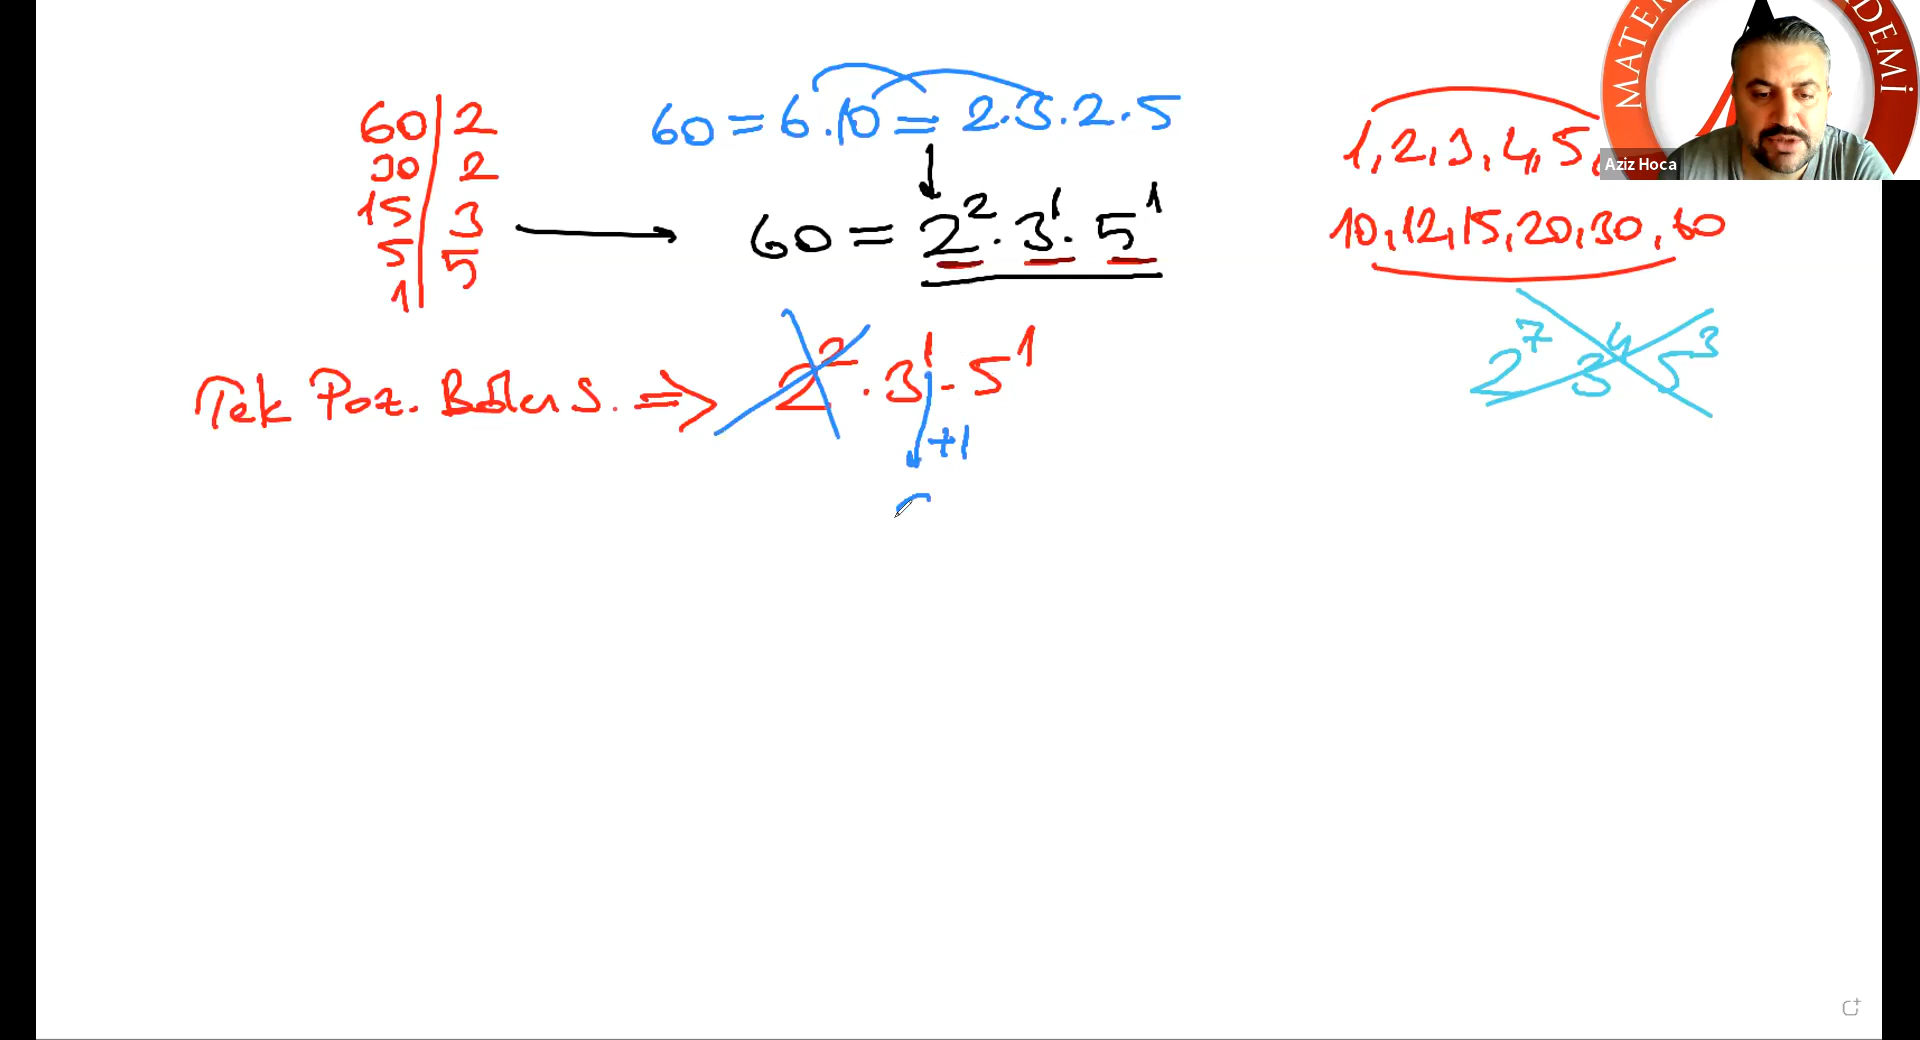 60 | 2
30 | 2
15 | 3
5 | 5
1
60 = 6.10 = 2.3.2.5
60 = 2² . 3¹ . 5¹
1, 2, 3, 4, 5,
10, 12, 15, 20, 30, 60
2⁷ 3⁴ 5³
Tek Poz. Bölen S. ⇒ 2² . 3¹ - 5¹
+1
Aziz Hoca